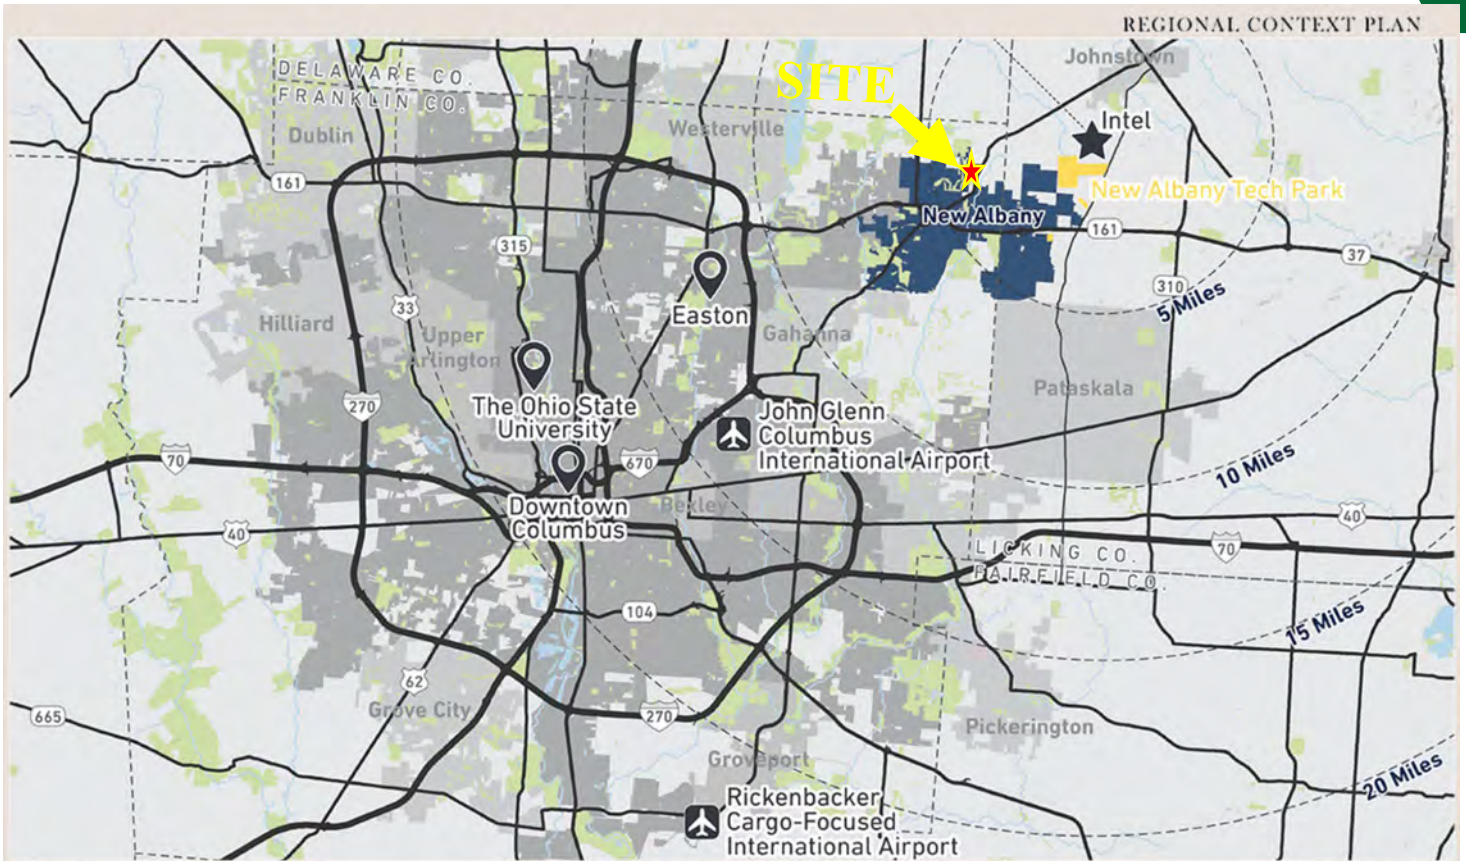 REGIONAL CONTEXT PLAN
Johnstown
SITE
DELAWARE CO.
FRANKLIN CO.
Dublin
Westerville
Intel
161
New Albany Tech Park
New Albany
161
315
37
Easton
310
5 Miles
33
Hilliard
Upper
Arlington
Gahanna
Pataskala
270
The Ohio State
University
John Glenn
Columbus
International Airport
70
670
10 Miles
Downtown
Columbus
Bexley
40
40
70
LICKING CO.
FAIRFIELD CO.
104
15 Miles
62
Grove City
665
270
Pickerington
Groveport
20 Miles
Rickenbacker
Cargo-Focused
International Airport